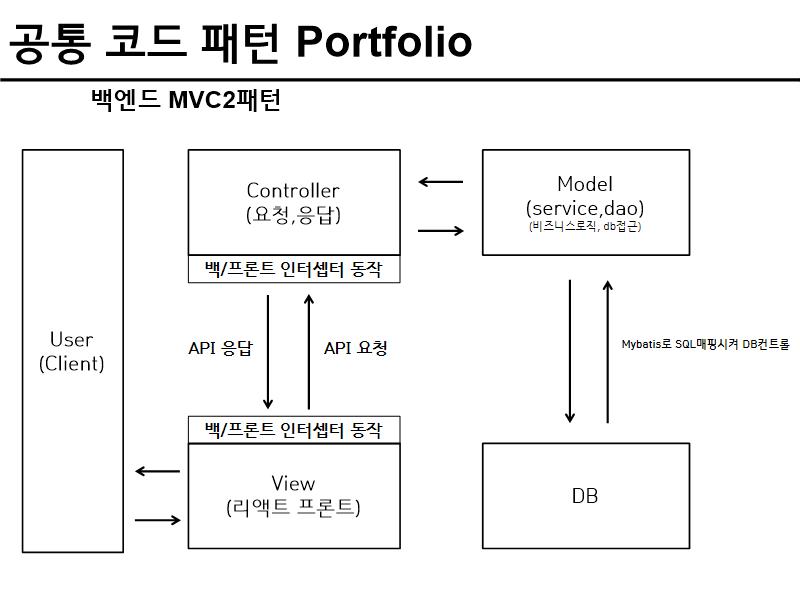 공통 코드 패턴 Portfolio
백엔드 MVC2패턴
User
(Client)
Controller
(요청,응답)
백/프론트 인터셉터 동작
Model
(service,dao)
(비즈니스로직, db접근)
API 응답
API 요청
Mybatis로 SQL매핑시켜 DB컨트롤
백/프론트 인터셉터 동작
View
(리액트 프론트)
DB